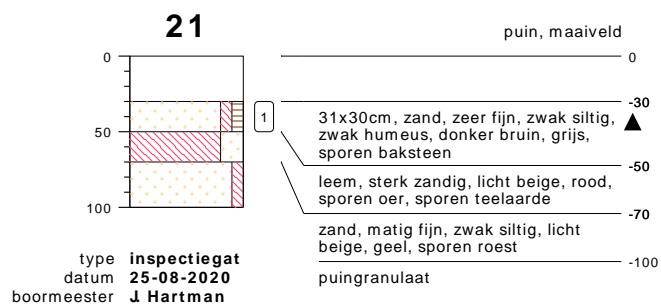 21
puin, maaiveld
0
0
-30
1
31x30cm, zand, zeer fijn, zwak siltig,
zwak humeus, donker bruin, grijs,
sporen baksteen
50
-50
leem, sterk zandig, licht beige, rood,
sporen oer, sporen teelaarde
-70
100
zand, matig fijn, zwak siltig, licht
beige, geel, sporen roest
-100
puingranulaat
type inspectiegat
datum 25-08-2020
boormeester J. Hartman